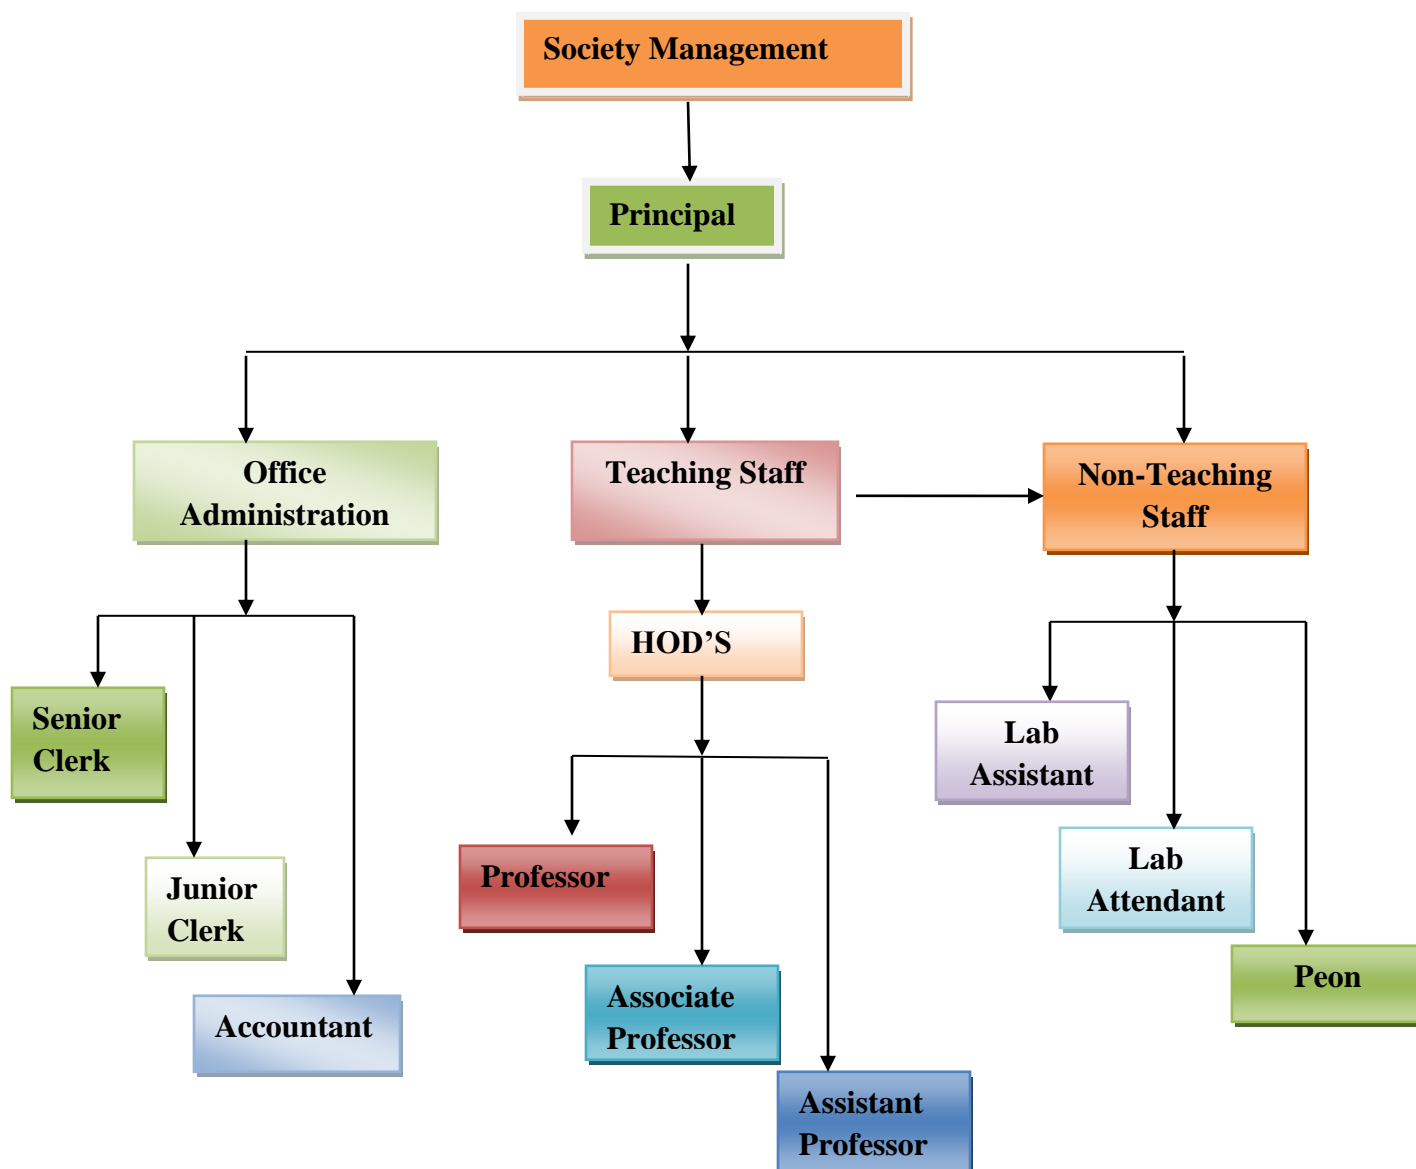 Society Management
Principal
Office
Administration
Teaching Staff
Non-Teaching
Staff
HOD’S
Senior
Clerk
Lab
Assistant
Junior
Clerk
Professor
Lab
Attendant
Accountant
Associate
Professor
Peon
Assistant
Professor